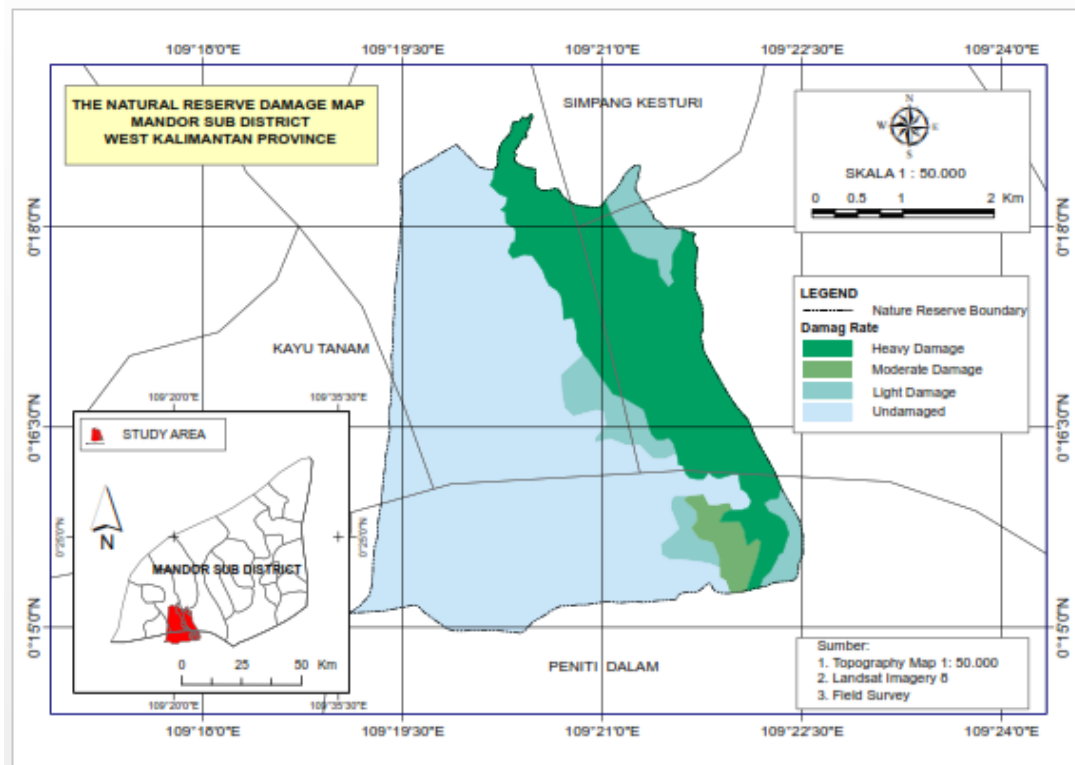 109°16'0"E 109°19'30"E 109°21'0"E 109°22'30"E 109°24'0"E
THE NATURAL RESERVE DAMAGE MAP
MANDOR SUB DISTRICT
WEST KALIMANTAN PROVINCE
SIMPANG KESTURI
N
W E
S
SKALA 1 : 50.000
0 0.5 1 2 Km
0°18'0"N
0°18'0"N
LEGEND
Nature Reserve Boundary
Damag Rate
Heavy Damage
Moderate Damage
Light Damage
Undamaged
KAYU TANAM
0°16'30"N
0°16'30"N
109°20'0"E 109°35'30"E
STUDY AREA
N
0°25'0"N
0°25'0"N
MANDOR SUB DISTRICT
0 25 50 Km
109°20'0"E 109°35'30"E
0°15'0"N
0°15'0"N
PENITI DALAM
Sumber:
1. Topography Map 1: 50.000
2. Landsat Imagery 8
3. Field Survey
109°16'0"E 109°19'30"E 109°21'0"E 109°22'30"E 109°24'0"E